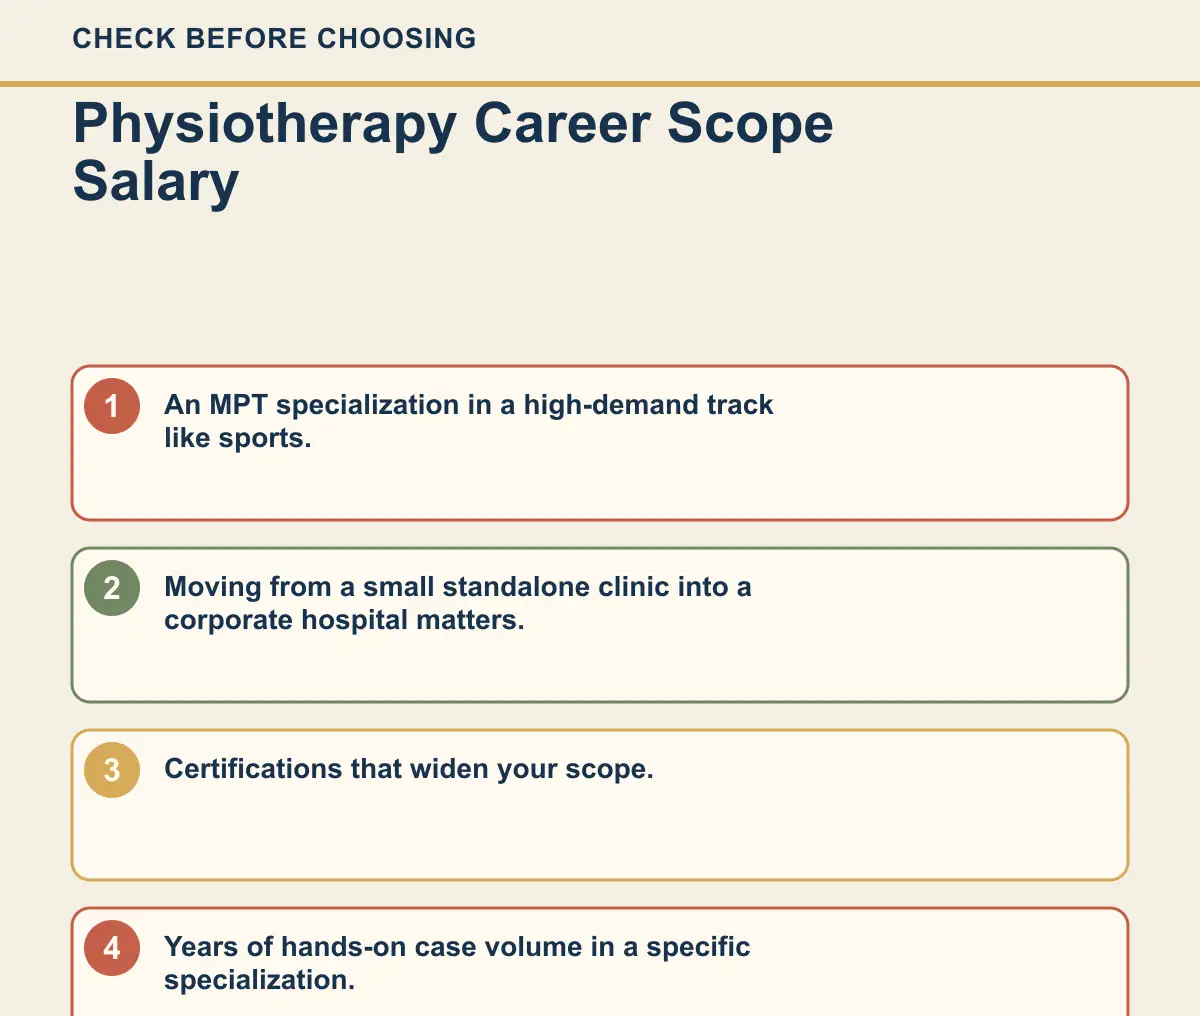 CHECK BEFORE CHOOSING
Physiotherapy Career Scope
Salary
1
An MPT specialization in a high-demand track
like sports.
2
Moving from a small standalone clinic into a
corporate hospital matters.
3
Certifications that widen your scope.
4
Years of hands-on case volume in a specific
specialization.